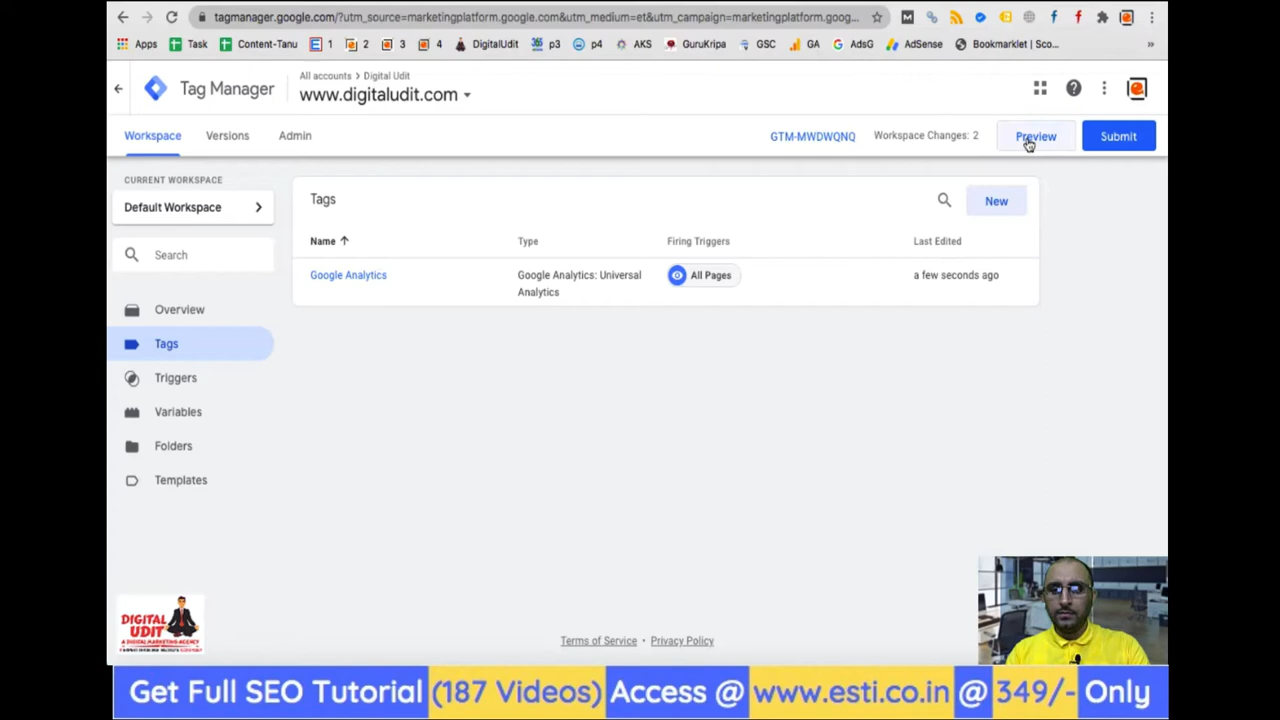 tagmanager.google.com/?utm_source=marketingplatform.google.com&utm_medium=et&utm_campaign=marketingplatform.goog...
Apps Task Content-Tanu 1 2 3 4 DigitalUdit p3 p4 AKS GuruKripa GSC GA AdsG AdSense Bookmarklet | Sco... »
All accounts > Digital Udit
Tag Manager www.digitaludit.com
Workspace Versions Admin GTM-MWDWQNQ Workspace Changes: 2 Preview Submit
CURRENT WORKSPACE
Default Workspace
Search
Overview
Tags
Triggers
Variables
Folders
Templates
Tags New
Name Type Firing Triggers Last Edited
Google Analytics Google Analytics: Universal All Pages a few seconds ago
Analytics
DIGITAL
UDIT
A DIGITAL MARKETING AGENCY
Terms of Service • Privacy Policy
Get Full SEO Tutorial (187 Videos) Access @ www.esti.co.in @ 349/- Only